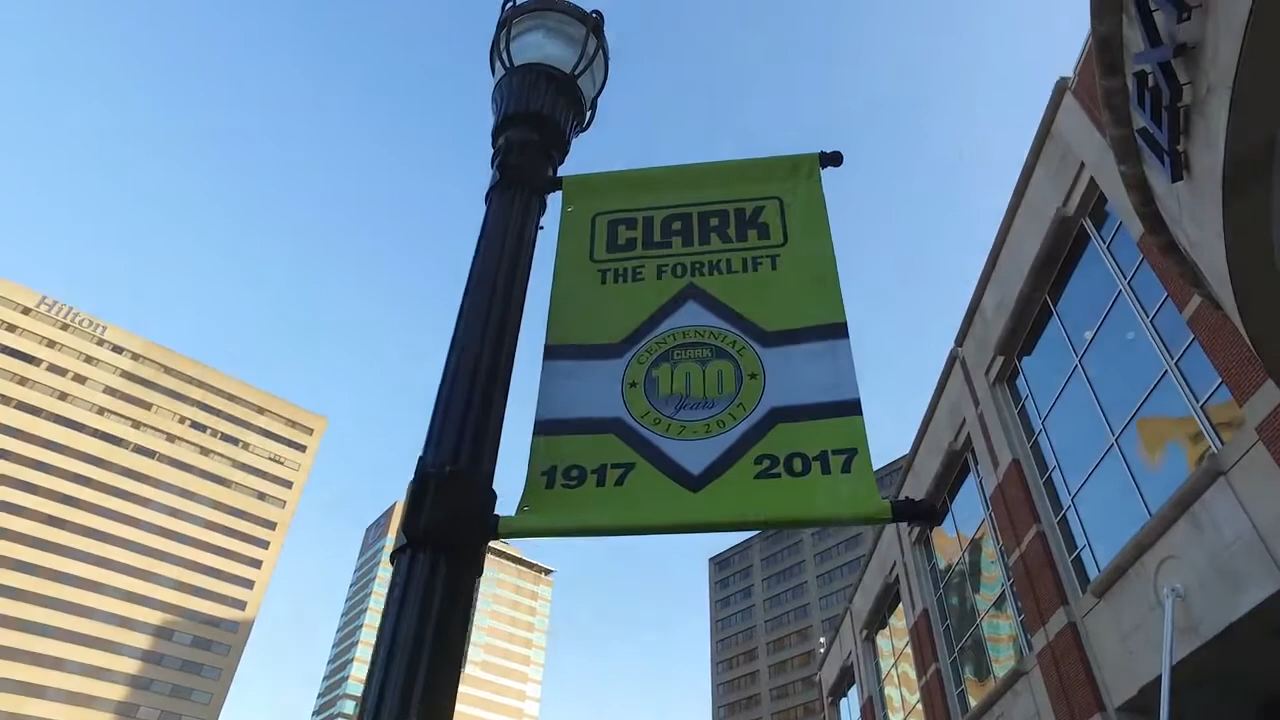 Hilton
CLARK
THE FORKLIFT
CENTENNIAL
CLARK
100
Years
1917-2017
1917
2017